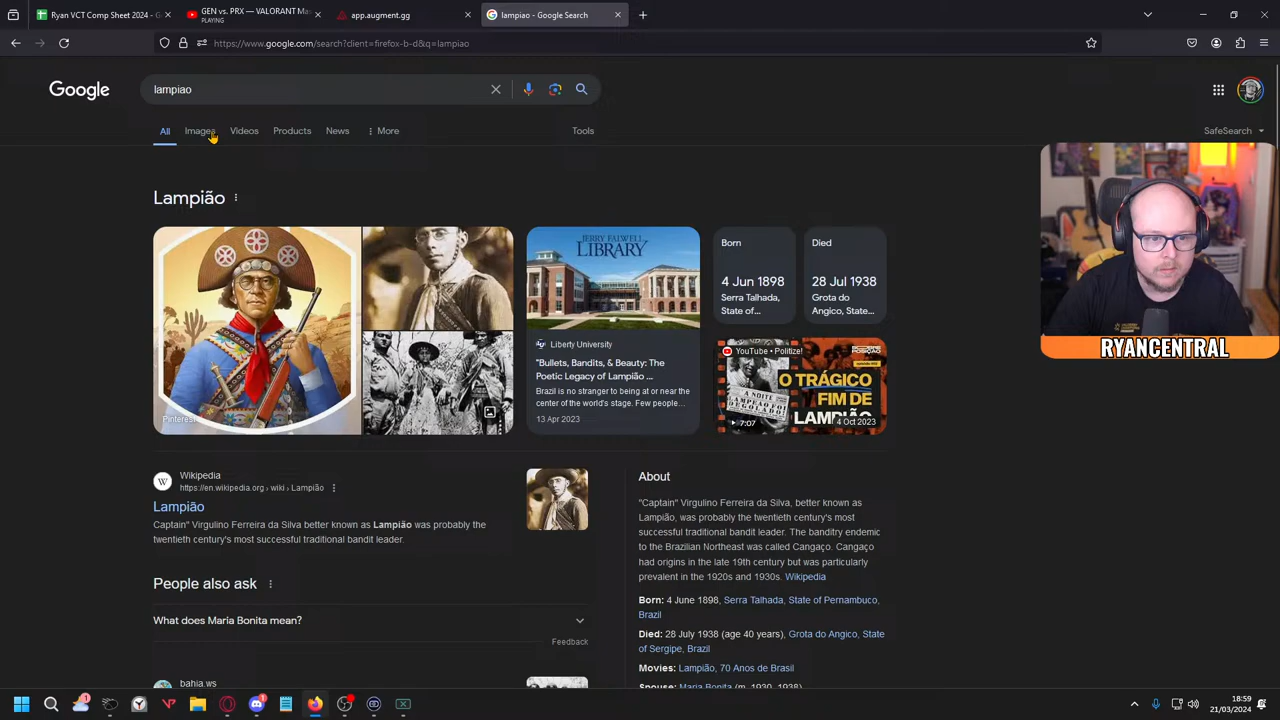 Ryan VCT Comp Sheet 2024 - G
GEN vs. PRX — VALORANT Ma
PLAYING
app.augment.gg
lampiao - Google Search
https://www.google.com/search?client=firefox-b-d&q=lampiao
Google
lampiao
All
Images
Videos
Products
News
More
Tools
SafeSearch
Lampião
Pinterest
JERRY FALWELL
LIBRARY
Liberty University
"Bullets, Bandits, & Beauty: The
Poetic Legacy of Lampião ...
Brazil is no stranger to being at or near the
center of the world's stage. Few people...
13 Apr 2023
Born
4 Jun 1898
Serra Talhada,
State of...
Died
28 Jul 1938
Grota do
Angico, State...
YouTube • Politize!
A NOITE
LAMPEÃO FOI
DEGOLADO
O TRÁGICO
FIM DE
LAMPIÃO
7:07
4 Oct 2023
RYANCENTRAL
Wikipedia
https://en.wikipedia.org › wiki › Lampião
Lampião
Captain" Virgulino Ferreira da Silva better known as Lampião was probably the
twentieth century's most successful traditional bandit leader.
People also ask
What does Maria Bonita mean?
Feedback
bahia.ws
About
"Captain" Virgulino Ferreira da Silva, better known as
Lampião, was probably the twentieth century's most
successful traditional bandit leader. The banditry endemic
to the Brazilian Northeast was called Cangaço. Cangaço
had origins in the late 19th century but was particularly
prevalent in the 1920s and 1930s. Wikipedia
Born: 4 June 1898, Serra Talhada, State of Pernambuco,
Brazil
Died: 28 July 1938 (age 40 years), Grota do Angico, State
of Sergipe, Brazil
Movies: Lampião, 70 Anos de Brasil
Spouse: Maria Bonita (m. 1930–1938)
18:59
21/03/2024